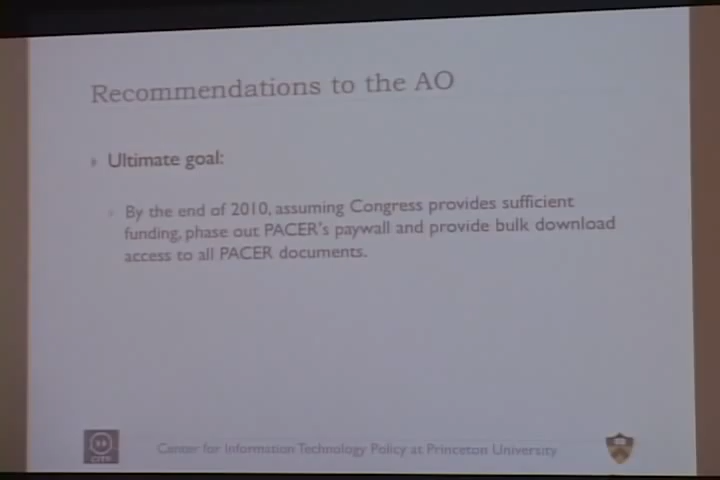 Recommendations to the AO
Ultimate goal:
By the end of 2010, assuming Congress provides sufficient
funding, phase out PACER's paywall and provide bulk download
access to all PACER documents.
CITP
Center for Information Technology Policy at Princeton University